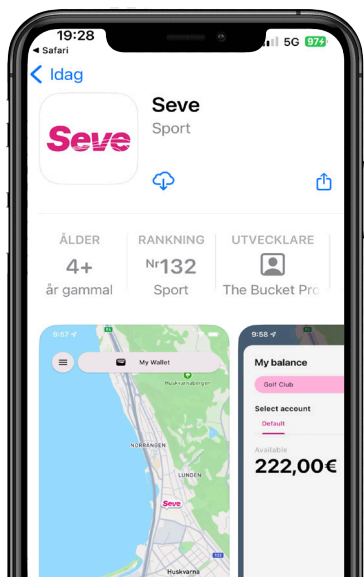 19:28
5G 97
Safari
Idag
Seve
Seve
Sport
ÅLDER
4+
år gammal
RANKNING
Nr132
Sport
UTVECKLARE
The Bucket Pro
9:57
My Wallet
Huskvarnaberget
NORRÄNGEN
LUNDEN
Seve
Huskvarna
9:58
My balance
Golf Club
Select account
Default
Available
222,00€